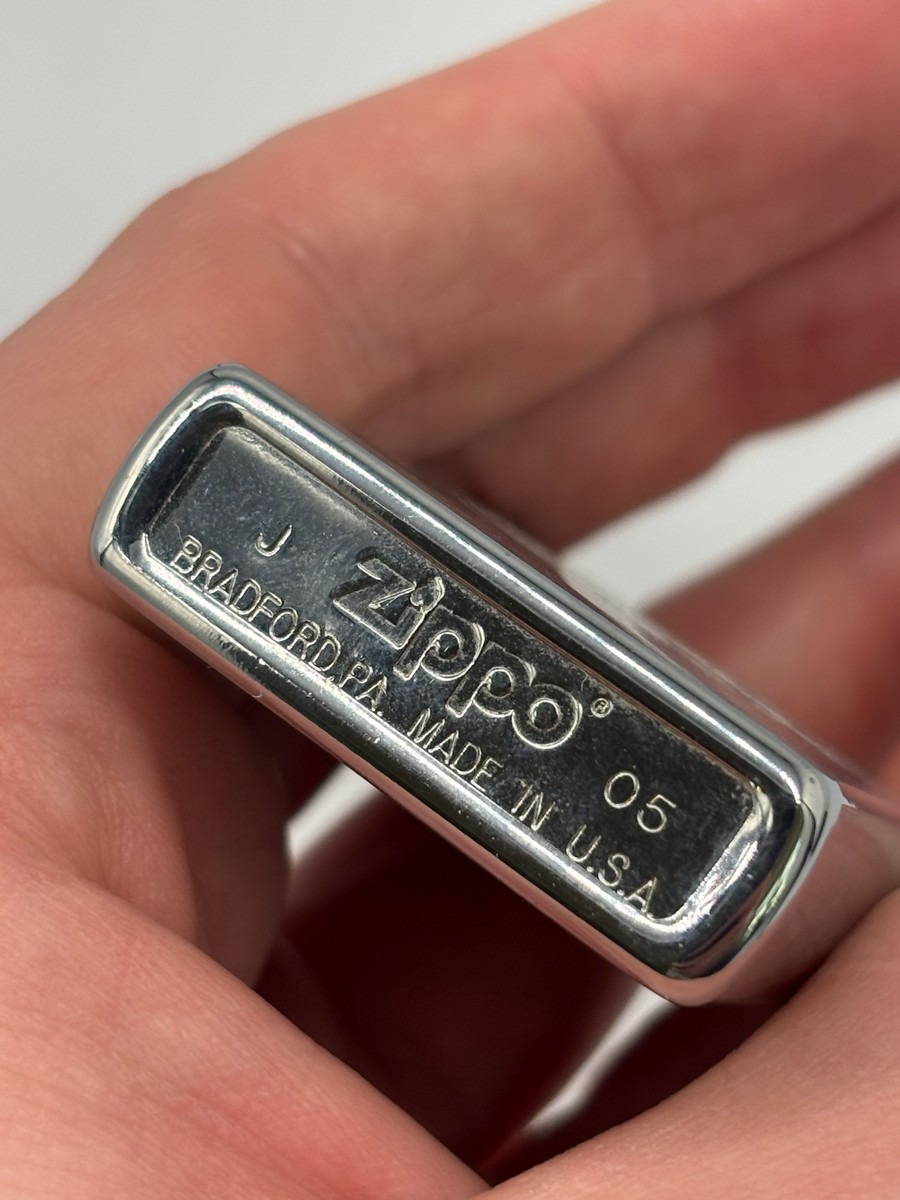 J Zippo® 05
BRADFORD,PA. MADE IN U.S.A.